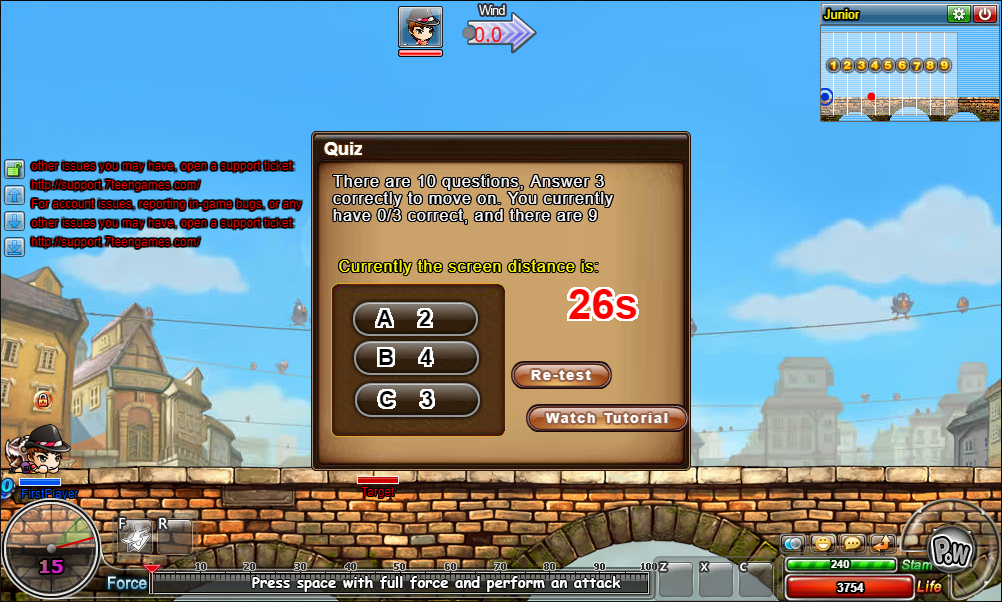 Wind
0.0
Junior
1 2 3 4 5 6 7 8 9
Quiz
There are 10 questions, Answer 3
correctly to move on. You currently
have 0/3 correct, and there are 9
Currently the screen distance is:
26s
A 2
B 4
C 3
Re-test
Watch Tutorial
other issues you may have, open a support ticket:
http://support.7teengames.com/
For account issues, reporting in-game bugs, or any
other issues you may have, open a support ticket:
http://support.7teengames.com/
9
FirstPlayer
Target
15
F R
Force
10 20 30 40 50 60 70 80 90 100
Press space with full force and perform an attack
Z X C
240 Stam
3754 Life
POW